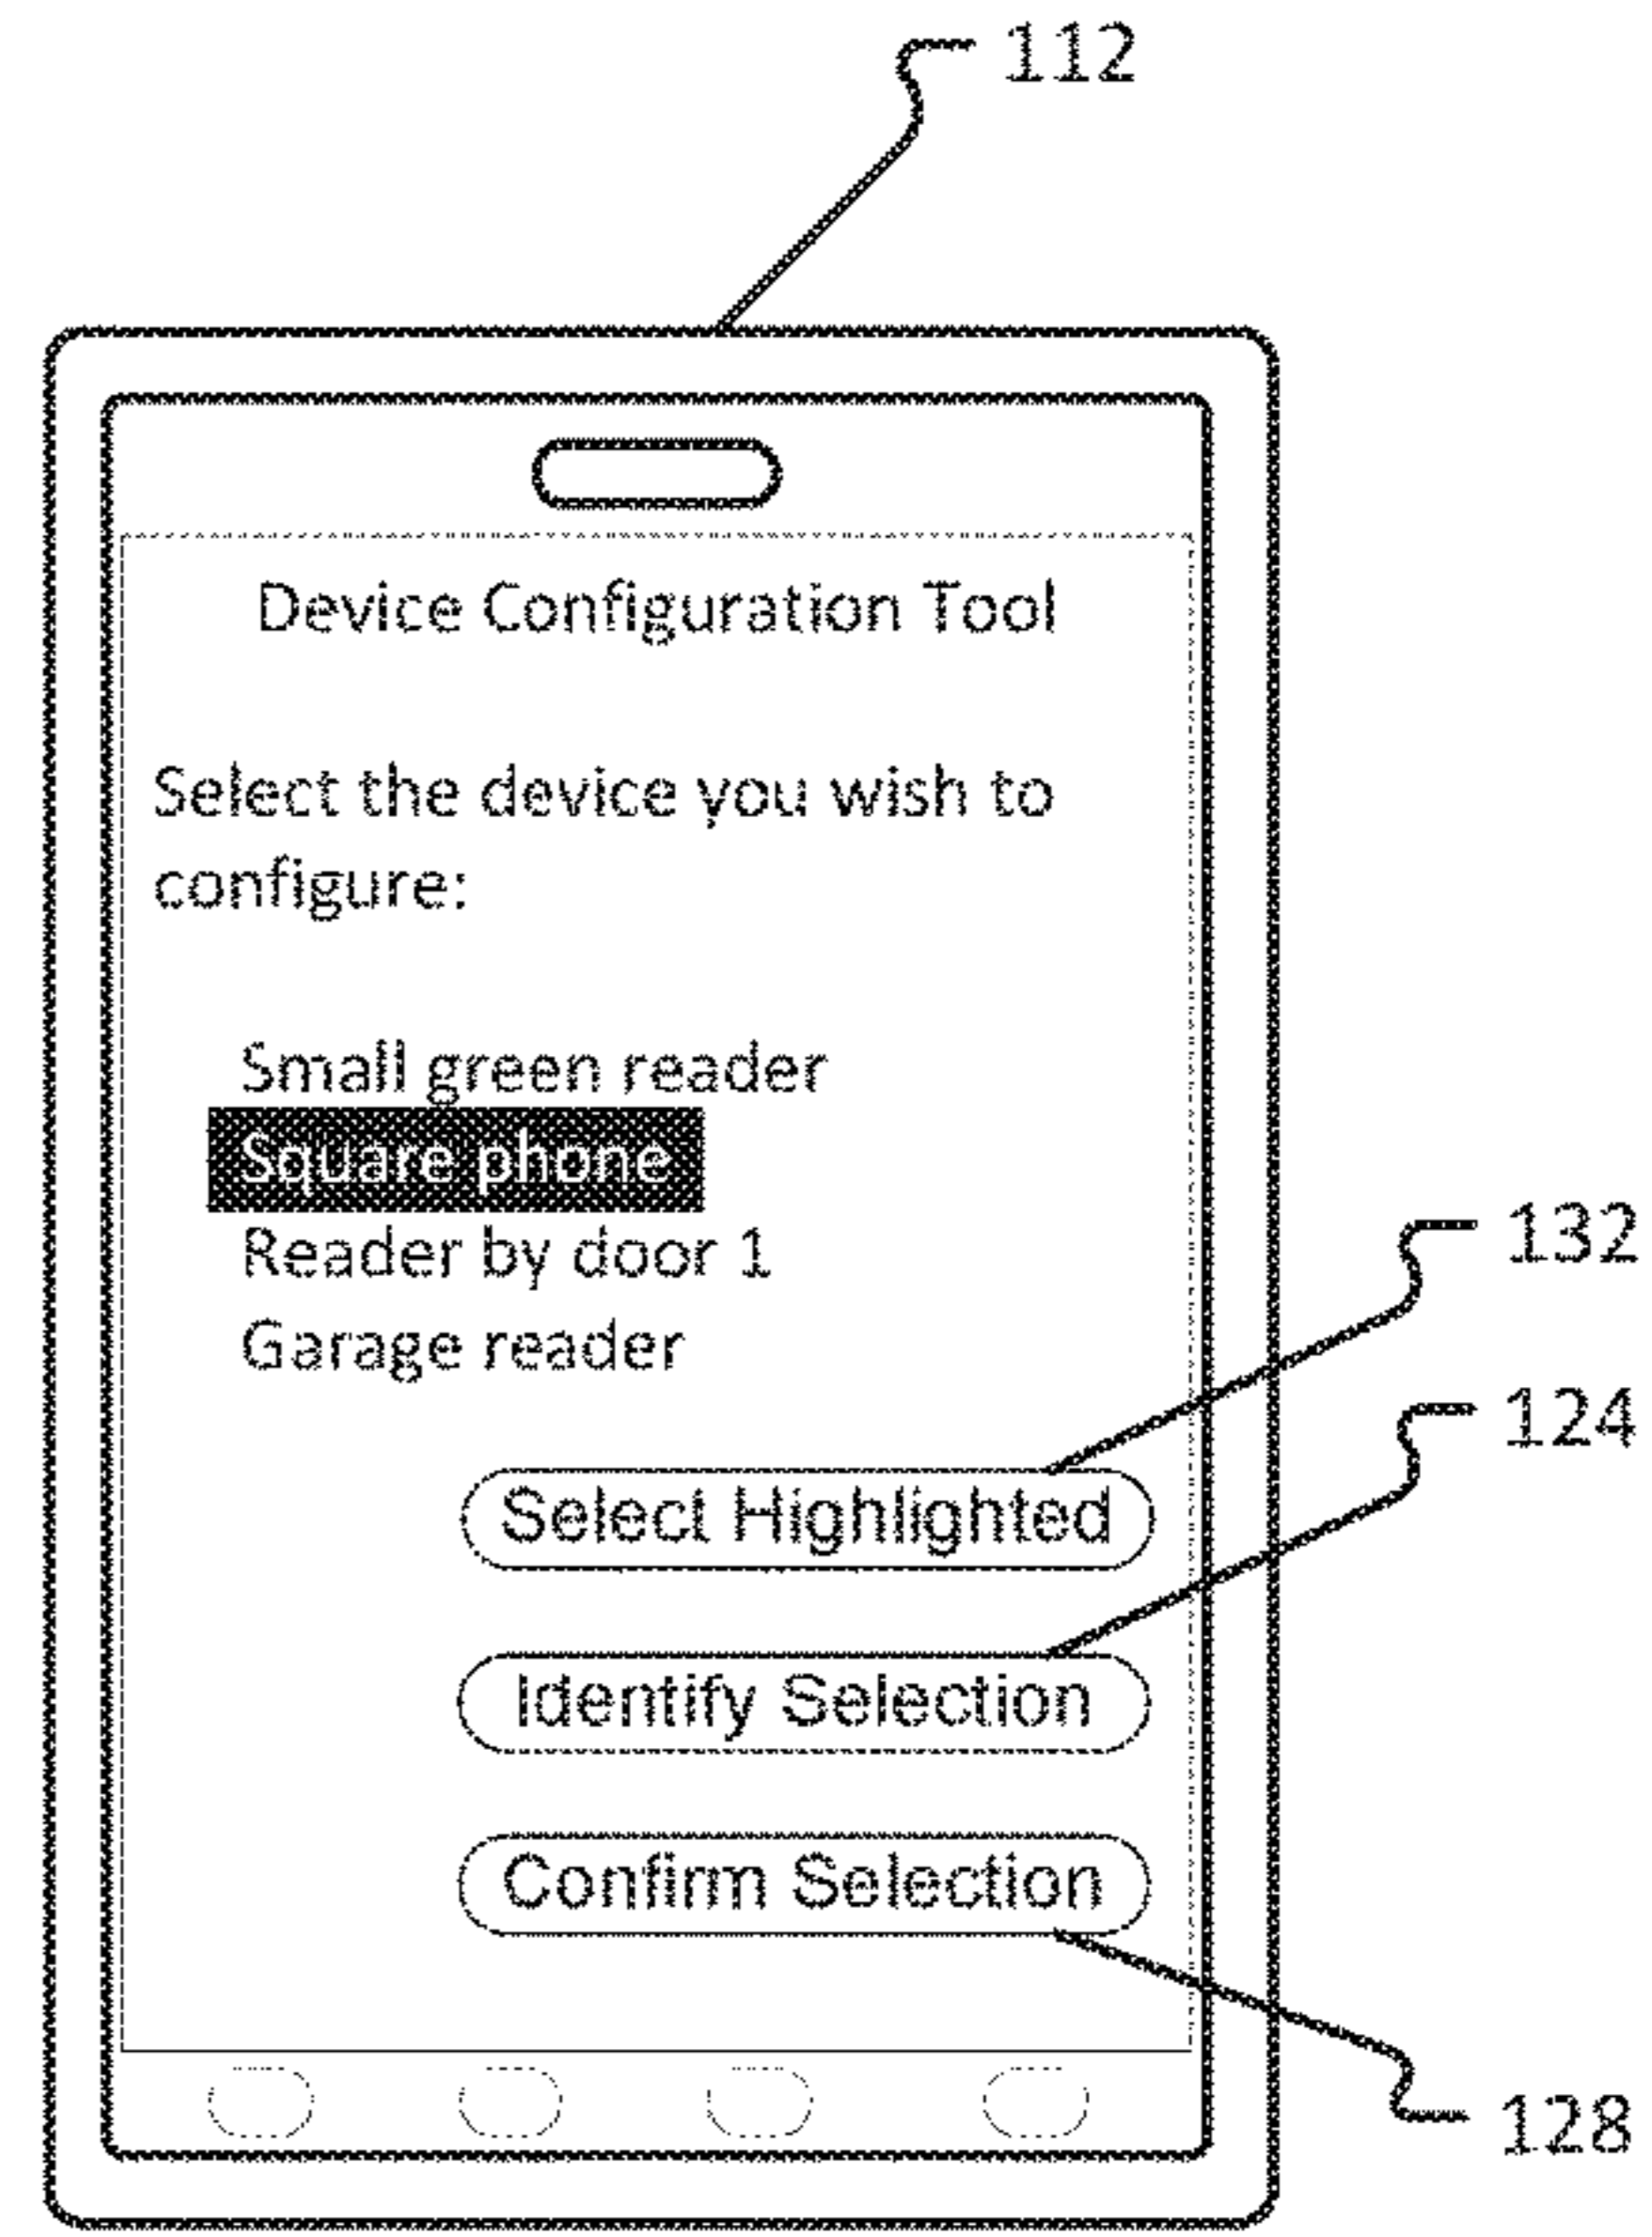 112
Device Configuration Tool
Select the device you wish to
configure:
Small green reader
Square phone
Reader by door 1
Garage reader
132
124
Select Highlighted
Identify Selection
Confirm Selection
128